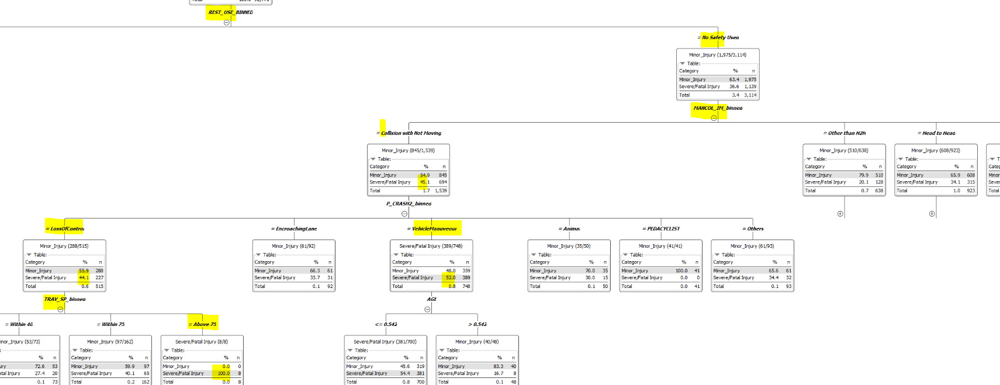 REST_USE_BINNED
= No Safety Used
Minor_Injury (1,975/3,114)
Table:
Category % n
Minor_Injury 63.4 1,975
Severe/Fatal Injury 36.6 1,139
Total 3.4 3,114
MANCOL_IM_binned
= Collision with Not Moving
= Other than H2H
= Head to Head
Minor_Injury (845/1,539)
Table:
Category % n
Minor_Injury 54.9 845
Severe/Fatal Injury 45.1 694
Total 1.7 1,539
Minor_Injury (510/638)
Table:
Category % n
Minor_Injury 79.9 510
Severe/Fatal Injury 20.1 128
Total 0.7 638
Minor_Injury (608/923)
Table:
Category % n
Minor_Injury 65.9 608
Severe/Fatal Injury 34.1 315
Total 1.0 923
P_CRASH2_binned
= LossOfControl
= EncroachingLane
= VehicleManuveour
= Animal
= PEDACYCLIST
= Others
Minor_Injury (288/515)
Table:
Category % n
Minor_Injury 55.9 288
Severe/Fatal Injury 44.1 227
Total 0.6 515
Minor_Injury (61/92)
Table:
Category % n
Minor_Injury 66.3 61
Severe/Fatal Injury 33.7 31
Total 0.1 92
Severe/Fatal Injury (389/748)
Table:
Category % n
Minor_Injury 48.0 359
Severe/Fatal Injury 52.0 389
Total 0.8 748
Minor_Injury (35/50)
Table:
Category % n
Minor_Injury 70.0 35
Severe/Fatal Injury 30.0 15
Total 0.1 50
Minor_Injury (41/41)
Table:
Category % n
Minor_Injury 100.0 41
Severe/Fatal Injury 0.0 0
Total 0.0 41
Minor_Injury (61/93)
Table:
Category % n
Minor_Injury 65.6 61
Severe/Fatal Injury 34.4 32
Total 0.1 93
TRAV_SP_binned
AGE
= Within 40
= Within 75
= Above 75
<= 0.542
> 0.542
inor_Injury (53/73)
% n
ury 72.6 53
atal Injury 27.4 20
0.1 73
Minor_Injury (97/162)
Table:
Category % n
Minor_Injury 59.9 97
Severe/Fatal Injury 40.1 65
Total 0.2 162
Severe/Fatal Injury (8/8)
Table:
Category % n
Minor_Injury 0.0 0
Severe/Fatal Injury 100.0 8
Total 0.0 8
Severe/Fatal Injury (381/700)
Table:
Category % n
Minor_Injury 45.6 319
Severe/Fatal Injury 54.4 381
Total 0.8 700
Minor_Injury (40/48)
Table:
Category % n
Minor_Injury 83.3 40
Severe/Fatal Injury 16.7 8
Total 0.1 48